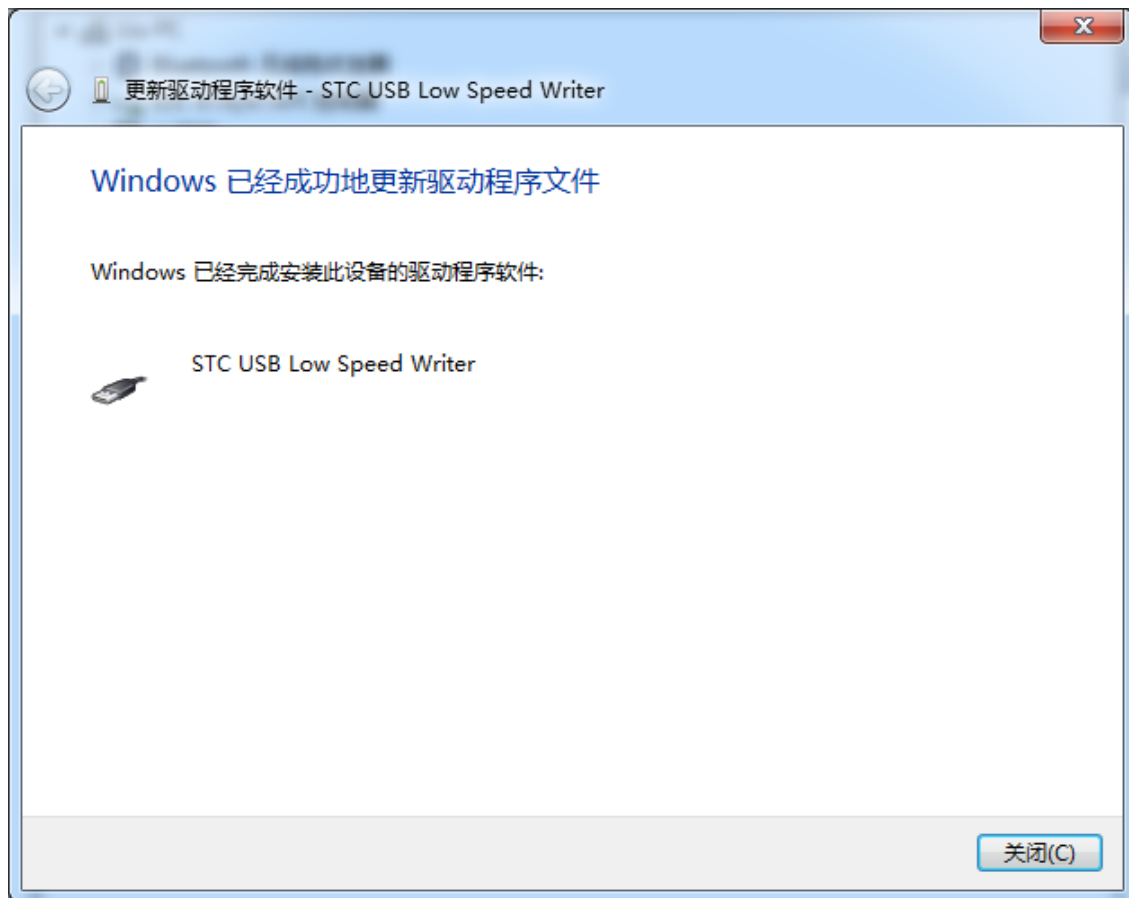 更新驱动程序软件 - STC USB Low Speed Writer
Windows 已经成功地更新驱动程序文件
Windows 已经完成安装此设备的驱动程序软件:
STC USB Low Speed Writer
关闭(C)